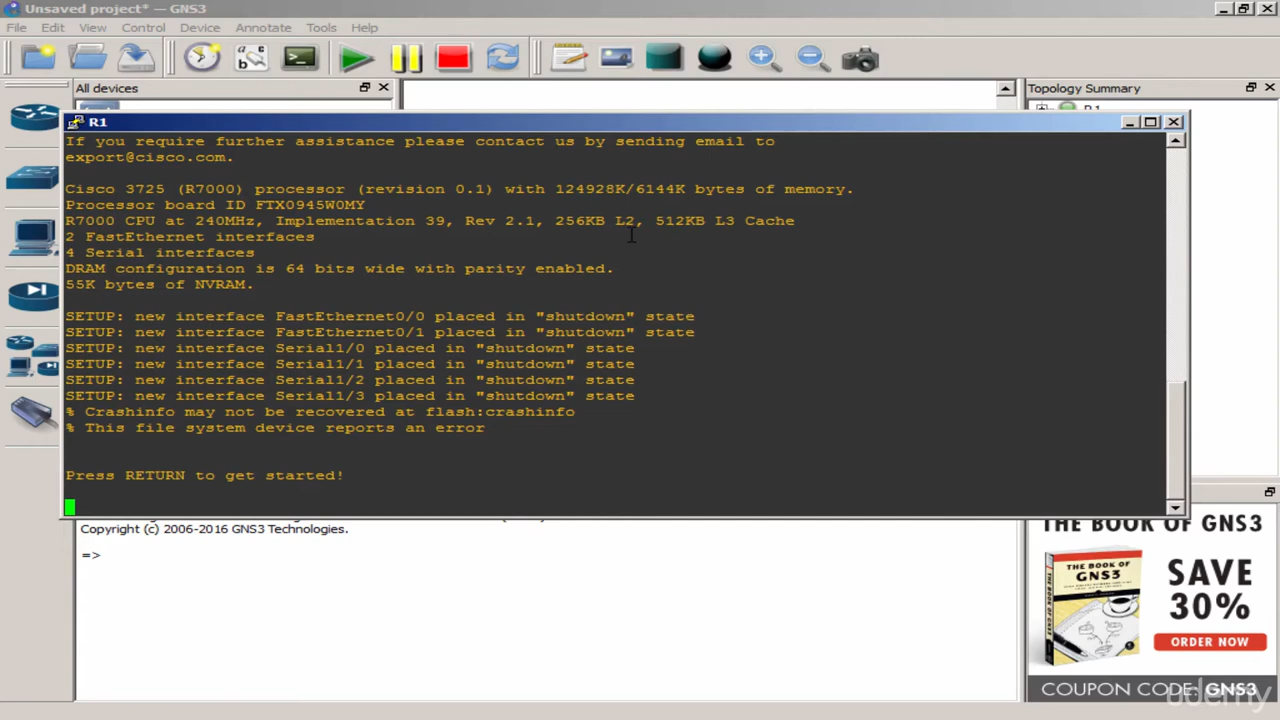 Unsaved project* — GNS3
File Edit View Control Device Annotate Tools Help
All devices
Topology Summary
R1
If you require further assistance please contact us by sending email to
export@cisco.com.
Cisco 3725 (R7000) processor (revision 0.1) with 124928K/6144K bytes of memory.
Processor board ID FTX0945W0MY
R7000 CPU at 240MHz, Implementation 39, Rev 2.1, 256KB L2, 512KB L3 Cache
2 FastEthernet interfaces
4 Serial interfaces
DRAM configuration is 64 bits wide with parity enabled.
55K bytes of NVRAM.
SETUP: new interface FastEthernet0/0 placed in "shutdown" state
SETUP: new interface FastEthernet0/1 placed in "shutdown" state
SETUP: new interface Serial1/0 placed in "shutdown" state
SETUP: new interface Serial1/1 placed in "shutdown" state
SETUP: new interface Serial1/2 placed in "shutdown" state
SETUP: new interface Serial1/3 placed in "shutdown" state
% Crashinfo may not be recovered at flash:crashinfo
% This file system device reports an error
Press RETURN to get started!
Copyright (c) 2006-2016 GNS3 Technologies.
=>
THE BOOK OF GNS3
THE BOOK OF
GNS3
SAVE
30%
ORDER NOW
COUPON CODE: GNS3
udemy